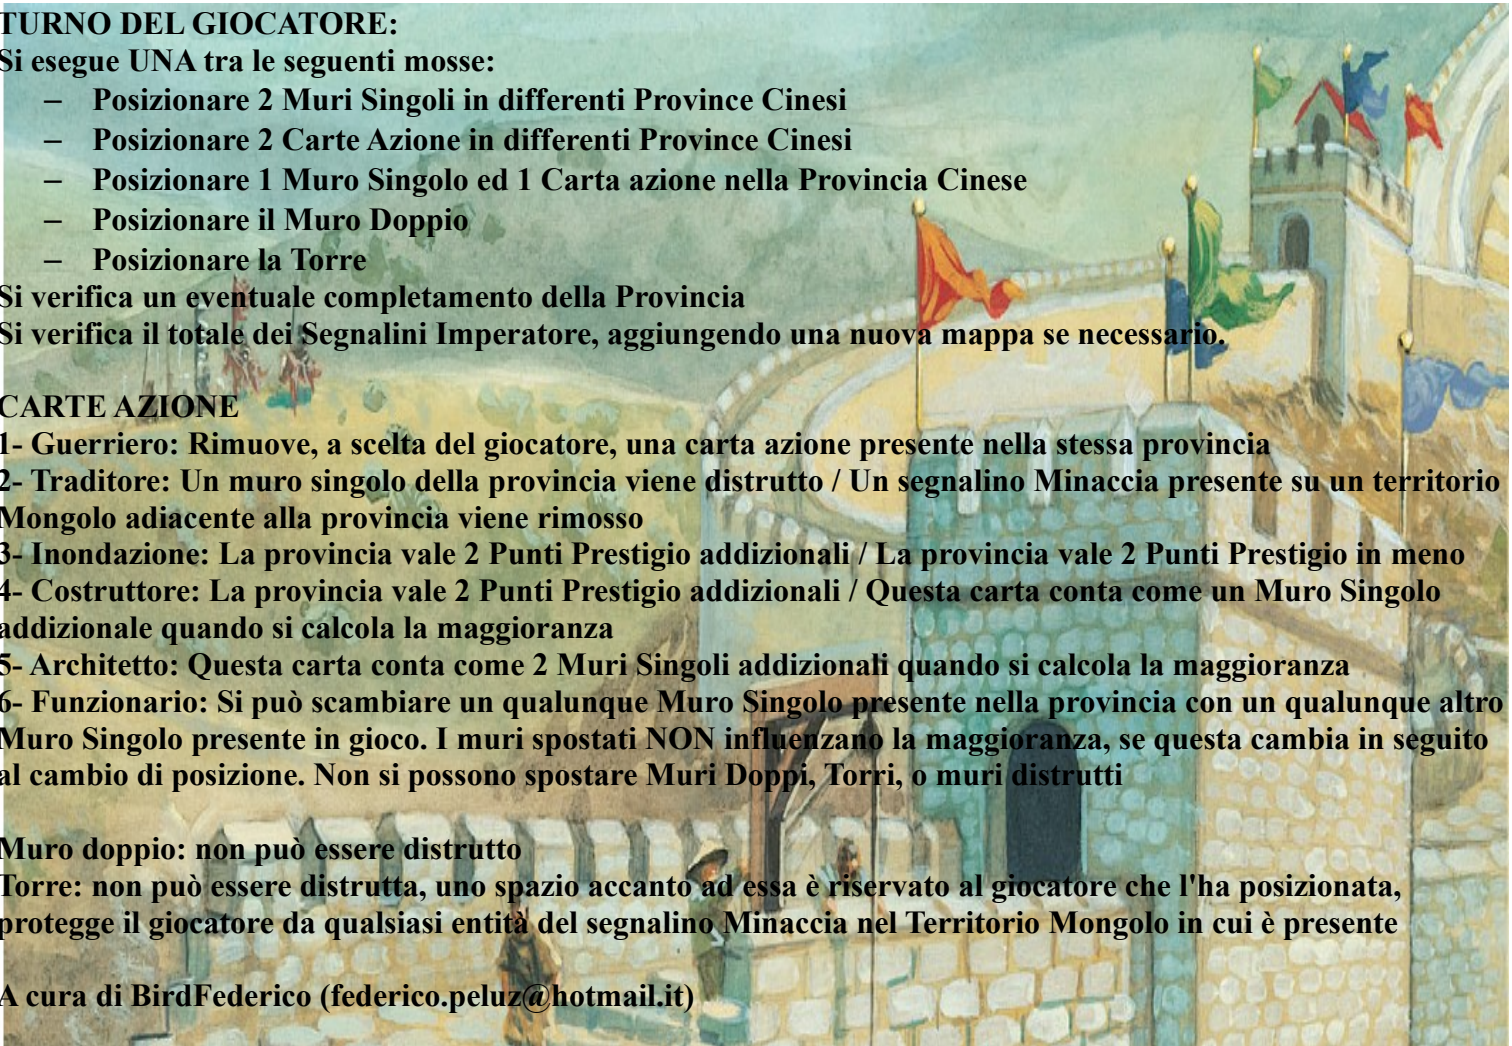 TURNO DEL GIOCATORE:
Si esegue UNA tra le seguenti mosse:
– Posizionare 2 Muri Singoli in differenti Province Cinesi
– Posizionare 2 Carte Azione in differenti Province Cinesi
– Posizionare 1 Muro Singolo ed 1 Carta azione nella Provincia Cinese
– Posizionare il Muro Doppio
– Posizionare la Torre
Si verifica un eventuale completamento della Provincia
Si verifica il totale dei Segnalini Imperatore, aggiungendo una nuova mappa se necessario.
CARTE AZIONE
1- Guerriero: Rimuove, a scelta del giocatore, una carta azione presente nella stessa provincia
2- Traditore: Un muro singolo della provincia viene distrutto / Un segnalino Minaccia presente su un territorio
Mongolo adiacente alla provincia viene rimosso
3- Inondazione: La provincia vale 2 Punti Prestigio addizionali / La provincia vale 2 Punti Prestigio in meno
4- Costruttore: La provincia vale 2 Punti Prestigio addizionali / Questa carta conta come un Muro Singolo
addizionale quando si calcola la maggioranza
5- Architetto: Questa carta conta come 2 Muri Singoli addizionali quando si calcola la maggioranza
6- Funzionario: Si può scambiare un qualunque Muro Singolo presente nella provincia con un qualunque altro
Muro Singolo presente in gioco. I muri spostati NON influenzano la maggioranza, se questa cambia in seguito
al cambio di posizione. Non si possono spostare Muri Doppi, Torri, o muri distrutti
Muro doppio: non può essere distrutto
Torre: non può essere distrutta, uno spazio accanto ad essa è riservato al giocatore che l'ha posizionata,
protegge il giocatore da qualsiasi entità del segnalino Minaccia nel Territorio Mongolo in cui è presente
A cura di BirdFederico (federico.peluz@hotmail.it)